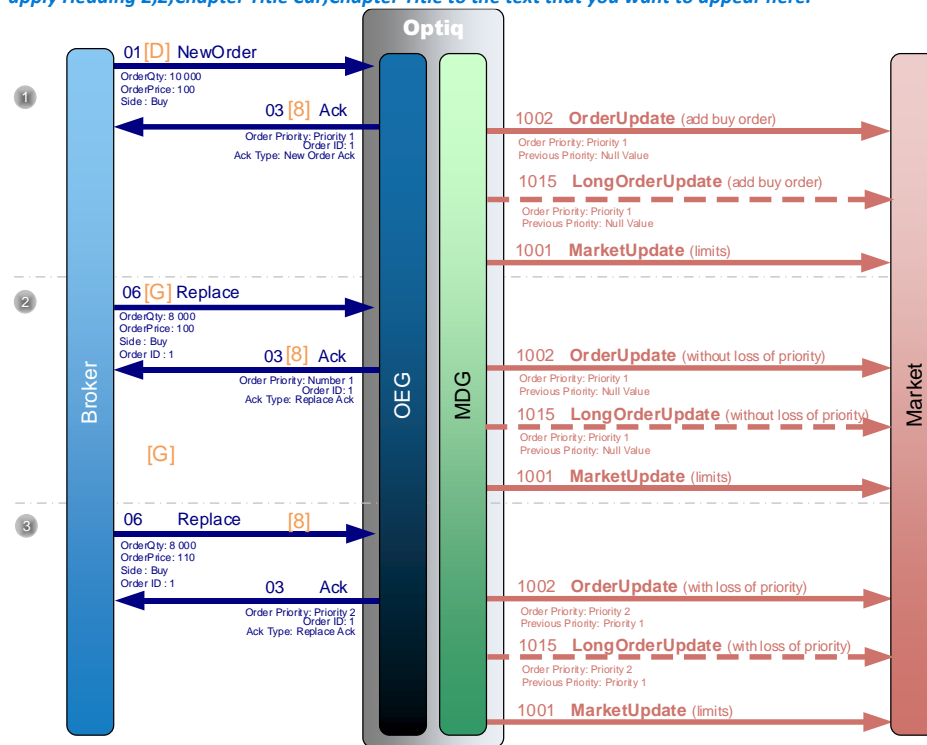 apply Heading 2,2,Chapter Title Car,Chapter Title to the text that you want to appear here.
Optiq
01 [D] NewOrder
OrderQty: 10 000
OrderPrice: 100
Side : Buy
1
03 [8] Ack
Order Priority: Priority 1
Order ID: 1
Ack Type: New Order Ack
1002 OrderUpdate (add buy order)
Order Priority: Priority 1
Previous Priority: Null Value
1015 LongOrderUpdate (add buy order)
Order Priority: Priority 1
Previous Priority: Null Value
1001 MarketUpdate (limits)
2
06 [G] Replace
OrderQty: 8 000
OrderPrice: 100
Side : Buy
Order ID : 1
03 [8] Ack
Order Priority: Number 1
Order ID: 1
Ack Type: Replace Ack
1002 OrderUpdate (without loss of priority)
Order Priority: Priority 1
Previous Priority: Null Value
1015 LongOrderUpdate (without loss of priority)
Order Priority: Priority 1
Previous Priority: Null Value
1001 MarketUpdate (limits)
Broker
OEG
MDG
Market
[G]
3
06 Replace [8]
OrderQty: 8 000
OrderPrice: 110
Side : Buy
Order ID : 1
03 Ack
Order Priority: Priority 2
Order ID: 1
Ack Type: Replace Ack
1002 OrderUpdate (with loss of priority)
Order Priority: Priority 2
Previous Priority: Priority 1
1015 LongOrderUpdate (with loss of priority)
Order Priority: Priority 2
Previous Priority: Priority 1
1001 MarketUpdate (limits)